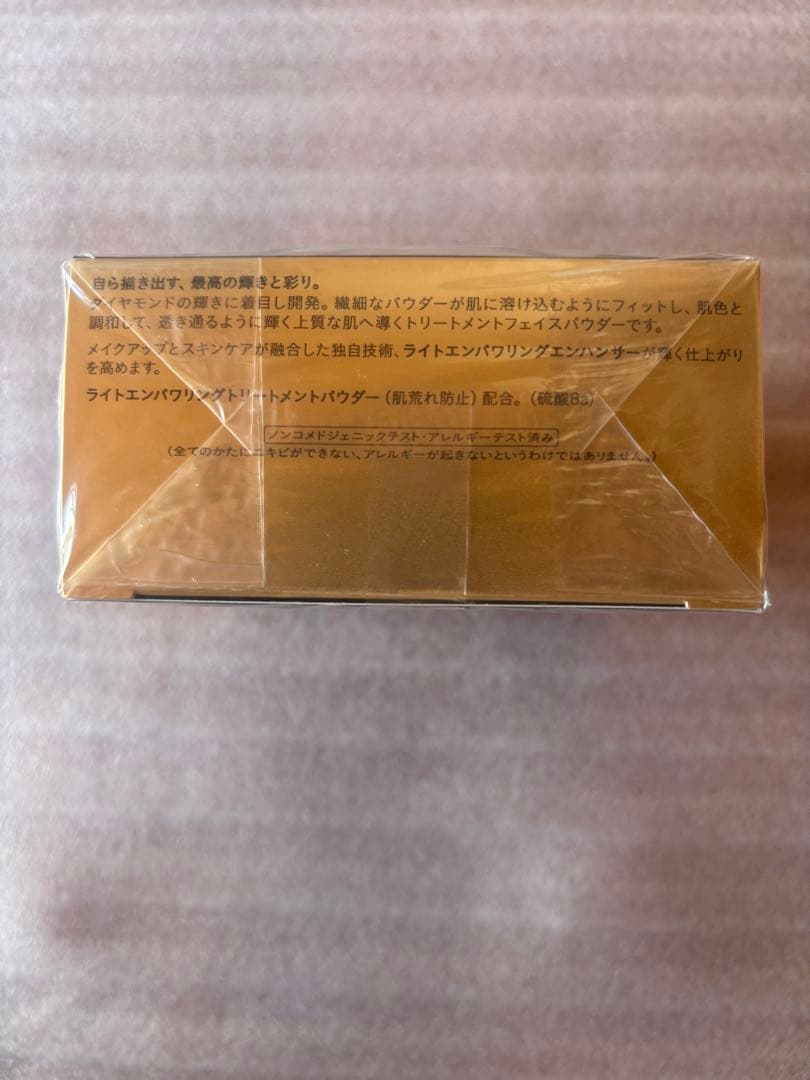 自ら描き出す、最高の輝きと彩り。
ダイヤモンドの輝きに着目し開発。繊細なパウダーが肌に溶け込むようにフィットし、肌色と
調和して、透き通るように輝く上質な肌へ導くトリートメントフェイスパウダーです。
メイクアップとスキンケアが融合した独自技術、ライトエンパワリングエンハンサーが輝く仕上がり
を高めます。
ライトエンパワリングトリートメントパウダー（肌荒れ防止）配合。（硫酸Ba）
ノンコメドジェニックテスト・アレルギーテスト済み
（全てのかたにニキビができない、アレルギーが起きないというわけではありません。）